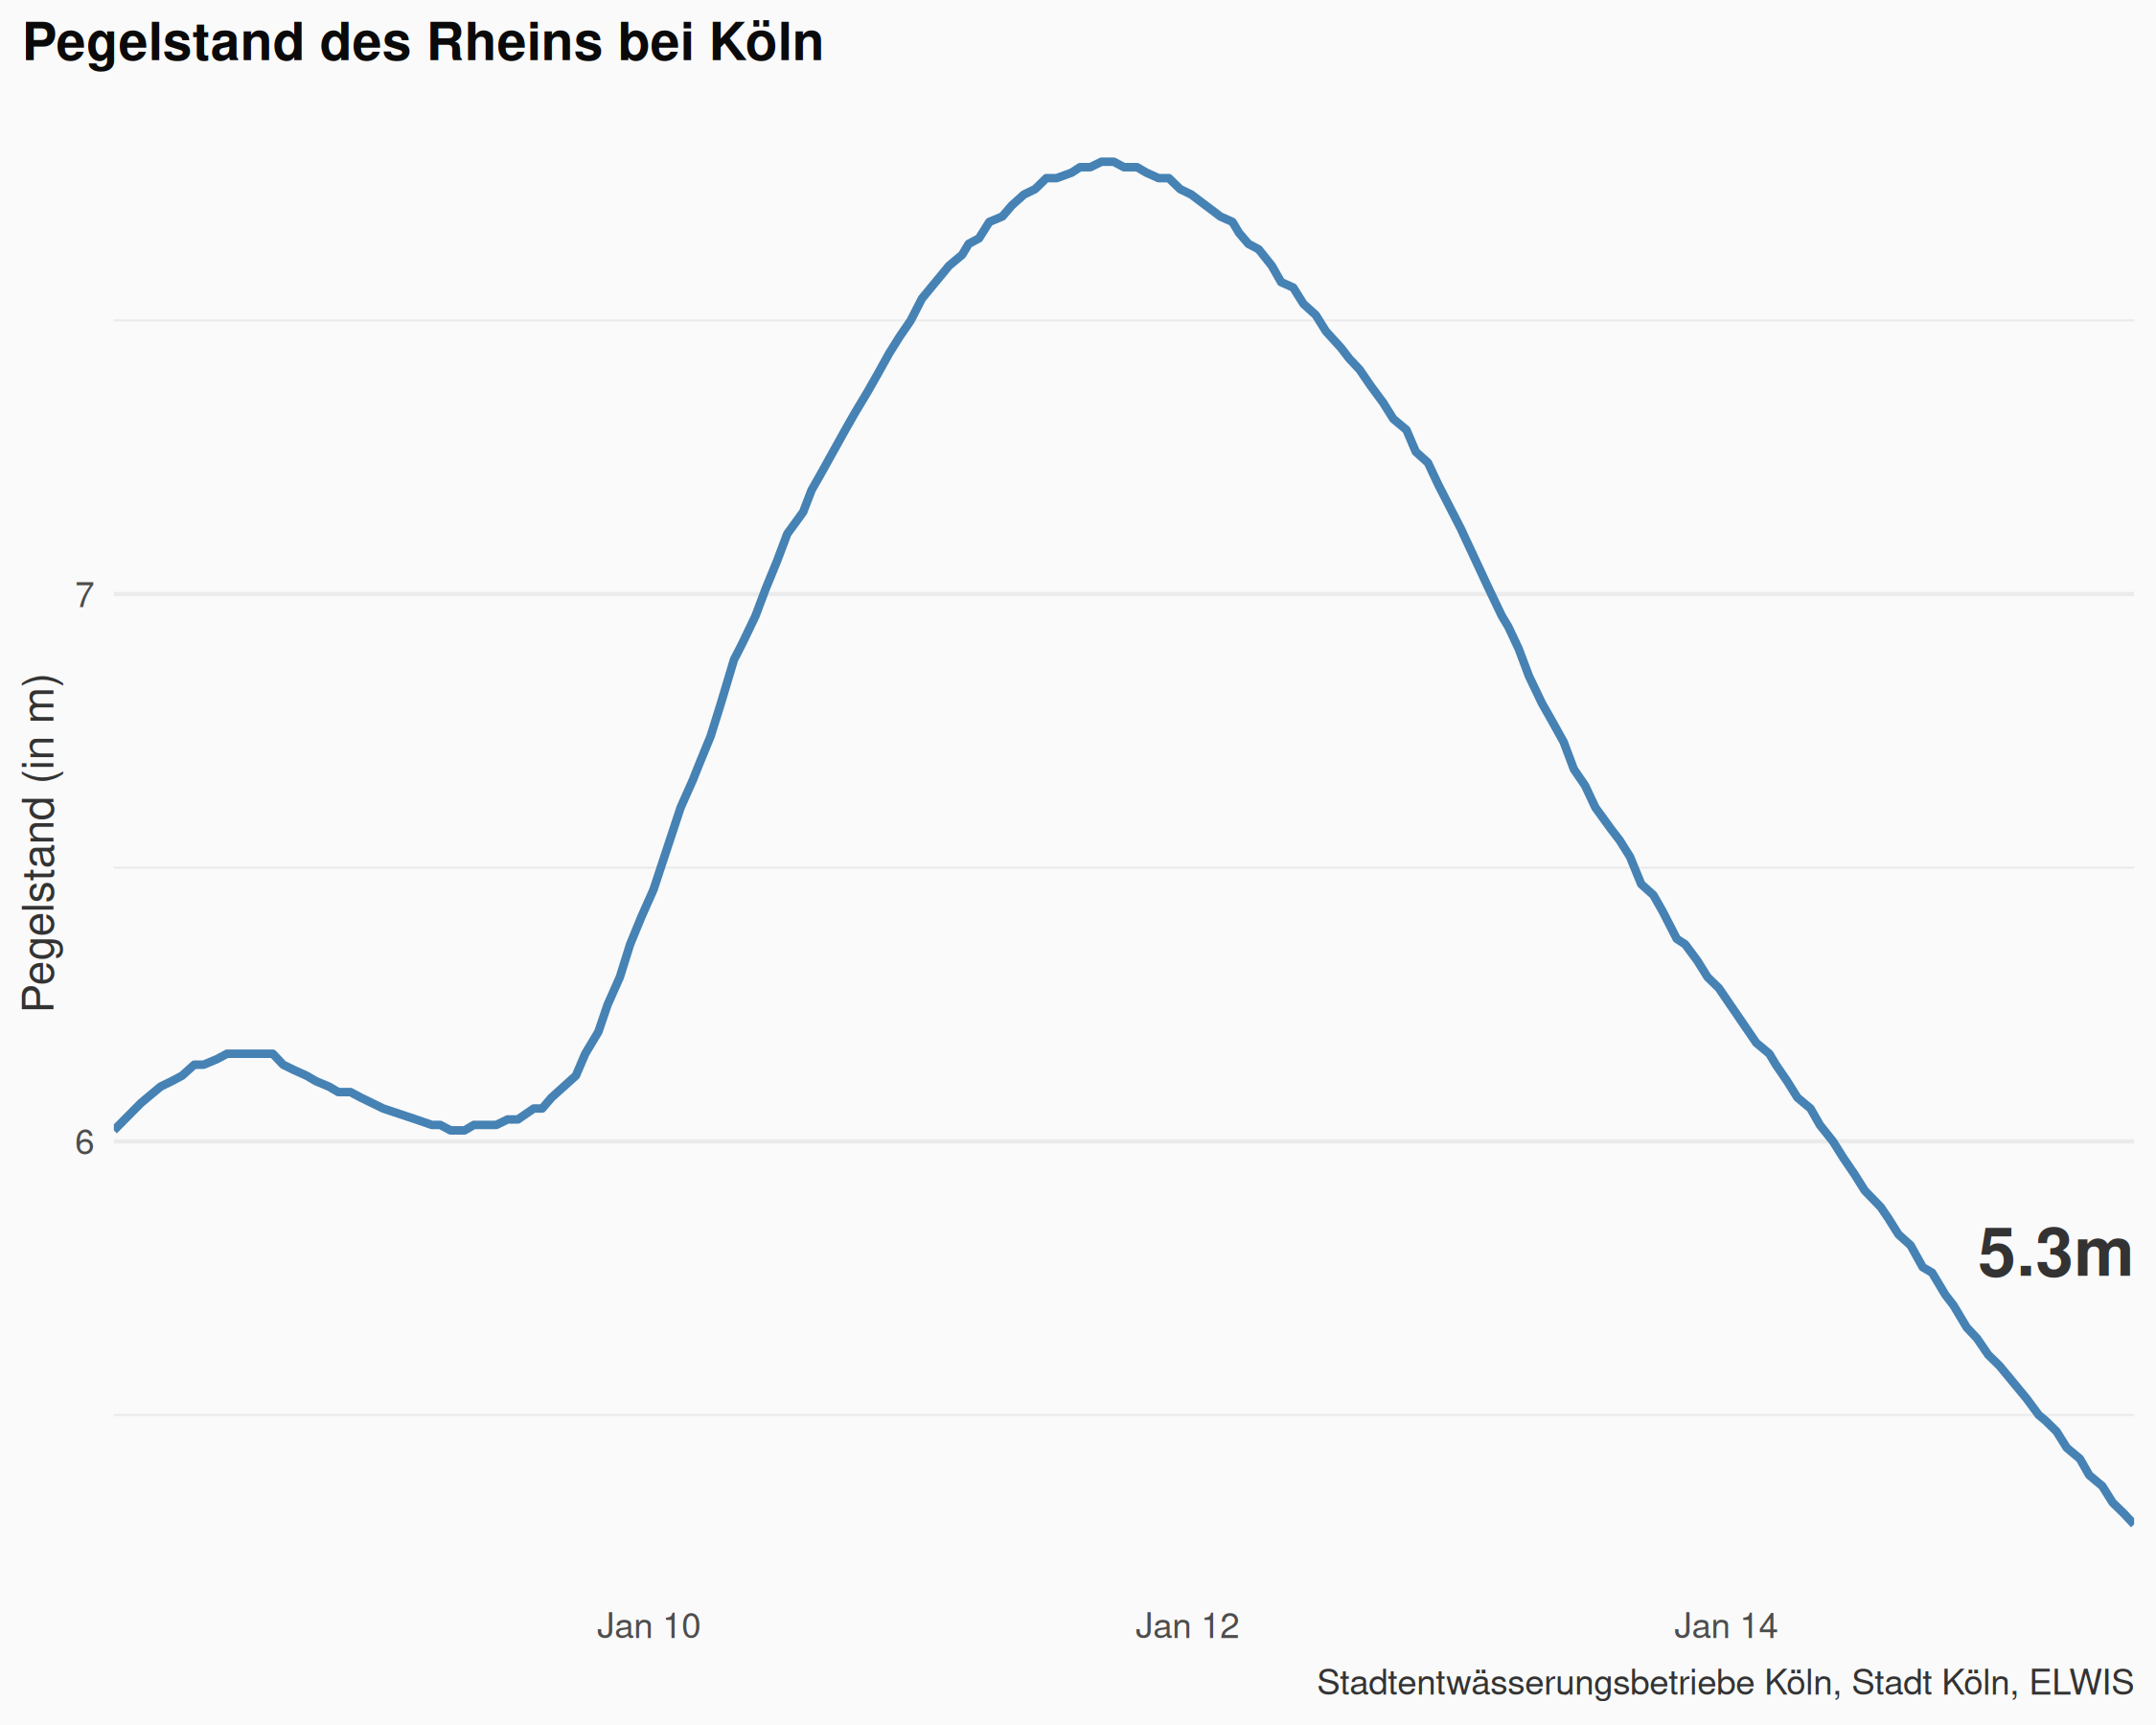 Pegelstand des Rheins bei Köln
Pegelstand (in m)
7
6
5.3m
Jan 10
Jan 12
Jan 14
Stadtentwässerungsbetriebe Köln, Stadt Köln, ELWIS